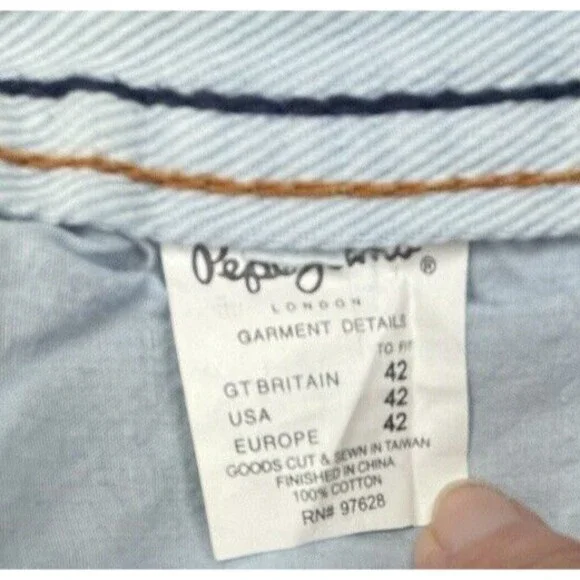 Pepe Jeans ®
LONDON
GARMENT DETAILS
TO FIT
GT BRITAIN 42
USA 42
EUROPE 42
GOODS CUT & SEWN IN TAIWAN
FINISHED IN CHINA
100% COTTON
RN# 97628